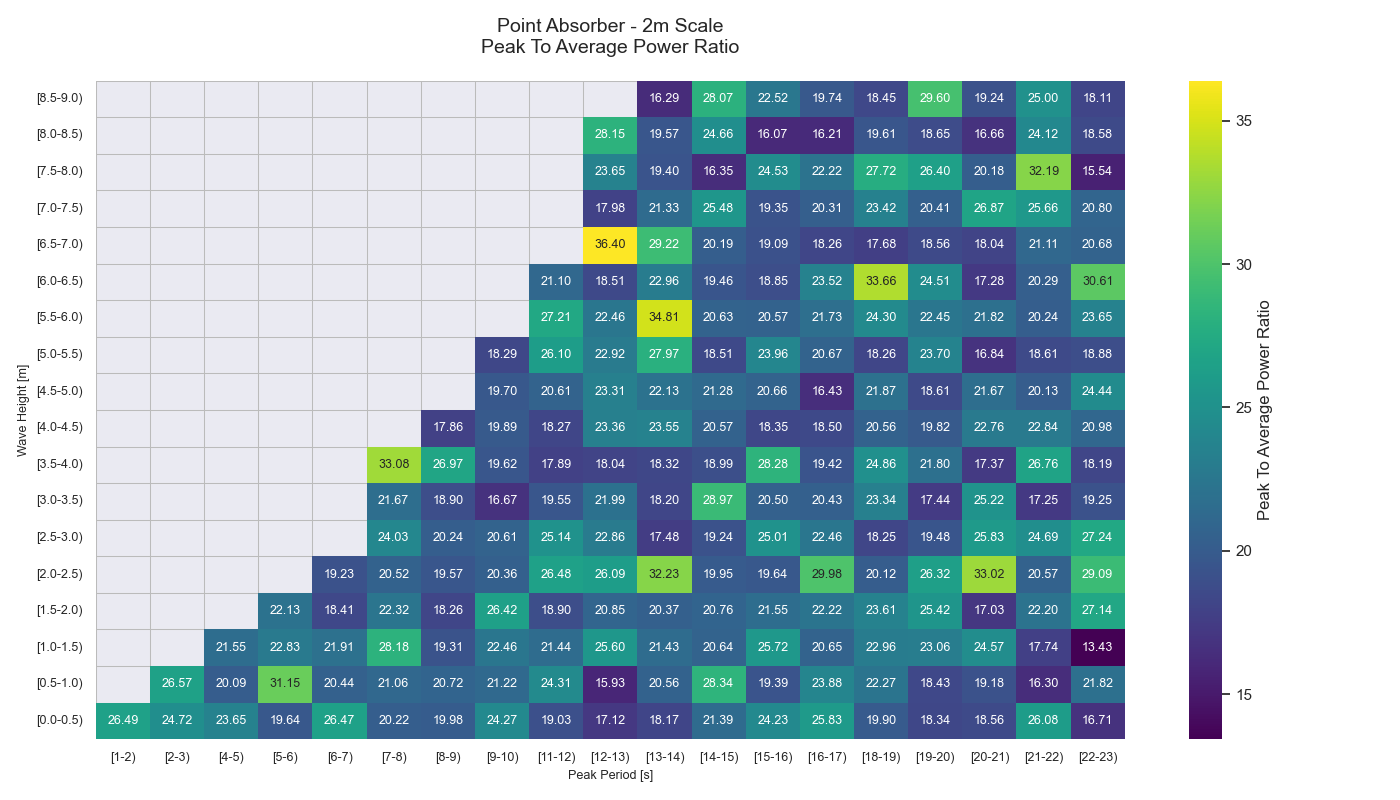 Point Absorber - 2m Scale
Peak To Average Power Ratio
[8.5-9.0) 16.29 28.07 22.52 19.74 18.45 29.60 19.24 25.00 18.11
[8.0-8.5) 28.15 19.57 24.66 16.07 16.21 19.61 18.65 16.66 24.12 18.58
[7.5-8.0) 23.65 19.40 16.35 24.53 22.22 27.72 26.40 20.18 32.19 15.54
[7.0-7.5) 17.98 21.33 25.48 19.35 20.31 23.42 20.41 26.87 25.66 20.80
[6.5-7.0) 36.40 29.22 20.19 19.09 18.26 17.68 18.56 18.04 21.11 20.68
[6.0-6.5) 21.10 18.51 22.96 19.46 18.85 23.52 33.66 24.51 17.28 20.29 30.61
[5.5-6.0) 27.21 22.46 34.81 20.63 20.57 21.73 24.30 22.45 21.82 20.24 23.65
[5.0-5.5) 18.29 26.10 22.92 27.97 18.51 23.96 20.67 18.26 23.70 16.84 18.61 18.88
[4.5-5.0) 19.70 20.61 23.31 22.13 21.28 20.66 16.43 21.87 18.61 21.67 20.13 24.44
[4.0-4.5) 17.86 19.89 18.27 23.36 23.55 20.57 18.35 18.50 20.56 19.82 22.76 22.84 20.98
[3.5-4.0) 33.08 26.97 19.62 17.89 18.04 18.32 18.99 28.28 19.42 24.86 21.80 17.37 26.76 18.19
[3.0-3.5) 21.67 18.90 16.67 19.55 21.99 18.20 28.97 20.50 20.43 23.34 17.44 25.22 17.25 19.25
[2.5-3.0) 24.03 20.24 20.61 25.14 22.86 17.48 19.24 25.01 22.46 18.25 19.48 25.83 24.69 27.24
[2.0-2.5) 19.23 20.52 19.57 20.36 26.48 26.09 32.23 19.95 19.64 29.98 20.12 26.32 33.02 20.57 29.09
[1.5-2.0) 22.13 18.41 22.32 18.26 26.42 18.90 20.85 20.37 20.76 21.55 22.22 23.61 25.42 17.03 22.20 27.14
[1.0-1.5) 21.55 22.83 21.91 28.18 19.31 22.46 21.44 25.60 21.43 20.64 25.72 20.65 22.96 23.06 24.57 17.74 13.43
[0.5-1.0) 26.57 20.09 31.15 20.44 21.06 20.72 21.22 24.31 15.93 20.56 28.34 19.39 23.88 22.27 18.43 19.18 16.30 21.82
[0.0-0.5) 26.49 24.72 23.65 19.64 26.47 20.22 19.98 24.27 19.03 17.12 18.17 21.39 24.23 25.83 19.90 18.34 18.56 26.08 16.71
[1-2) [2-3) [4-5) [5-6) [6-7) [7-8) [8-9) [9-10) [11-12) [12-13) [13-14) [14-15) [15-16) [16-17) [18-19) [19-20) [20-21) [21-22) [22-23)
Peak Period [s]
Wave Height [m]
35
30
25
20
15
Peak To Average Power Ratio